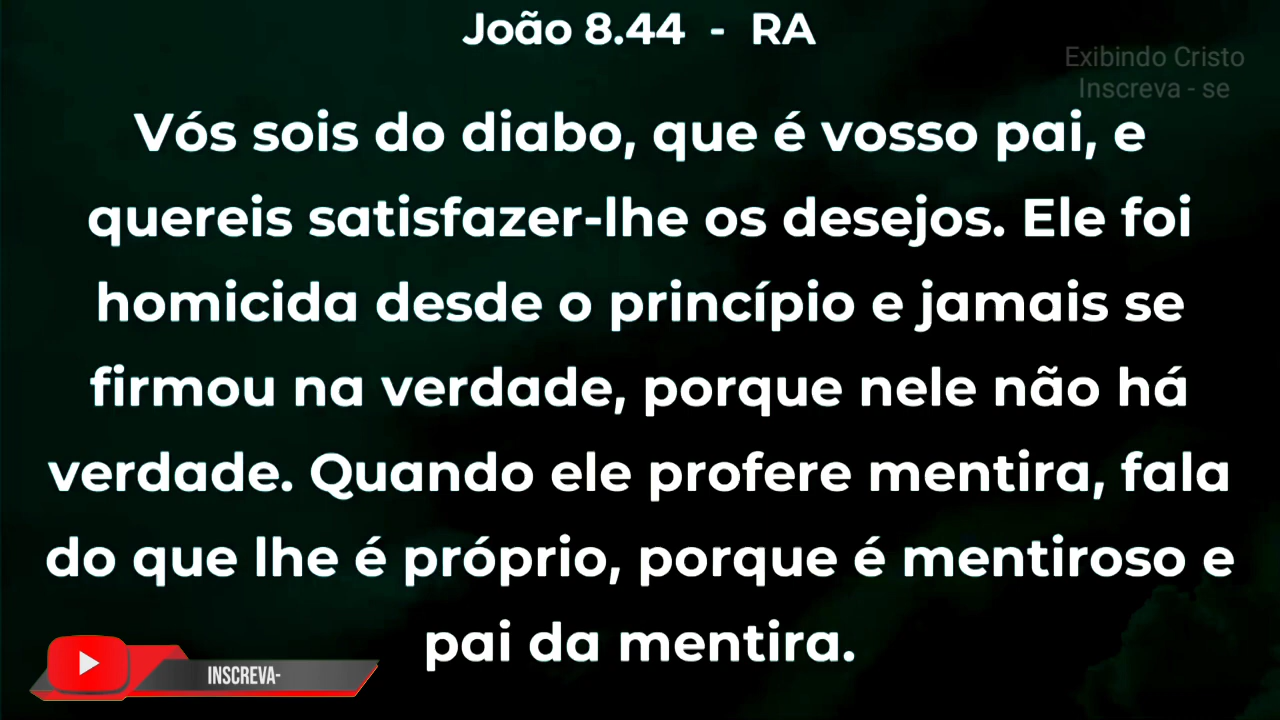 João 8.44 - RA
Exibindo Cristo
Inscreva - se
Vós sois do diabo, que é vosso pai, e
quereis satisfazer-lhe os desejos. Ele foi
homicida desde o princípio e jamais se
firmou na verdade, porque nele não há
verdade. Quando ele profere mentira, fala
do que lhe é próprio, porque é mentiroso e
pai da mentira.
INSCREVA-